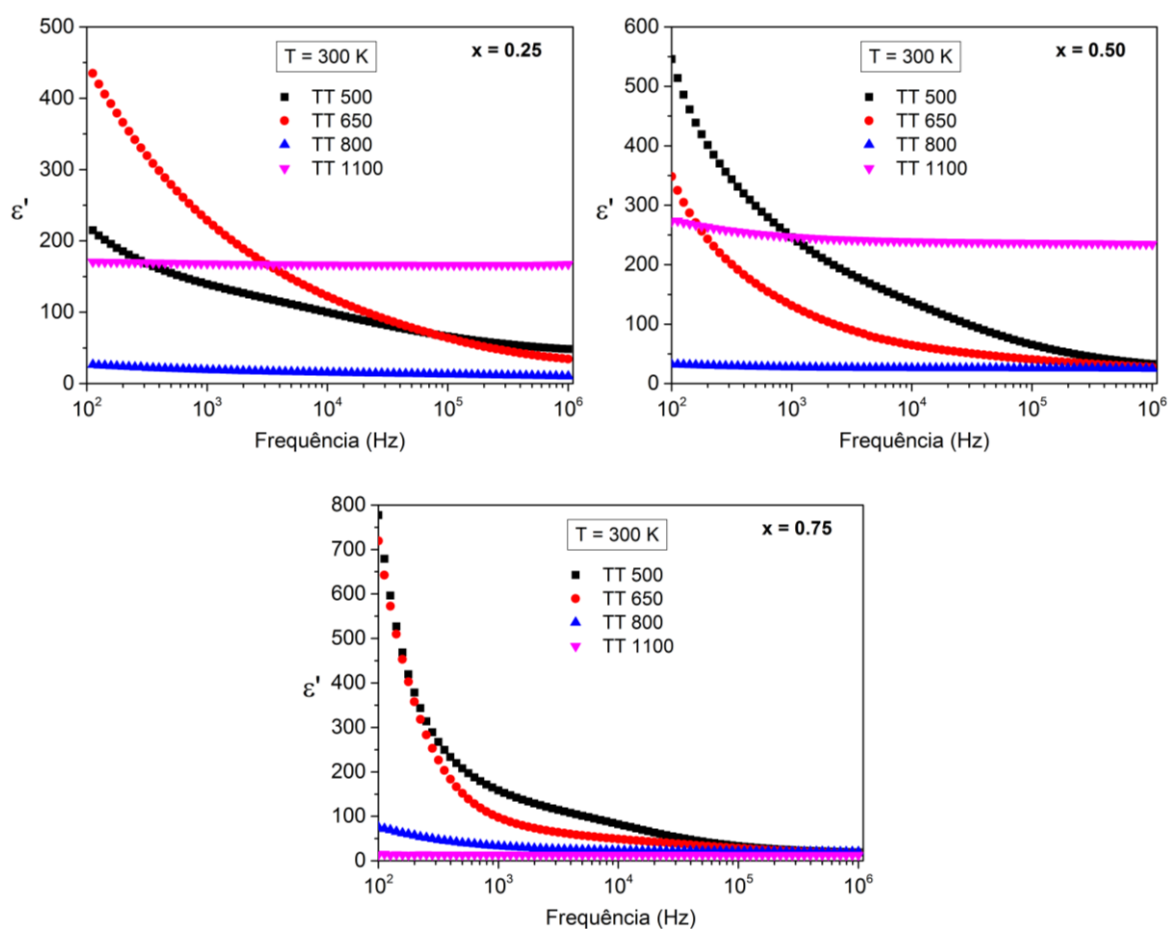 x = 0.25
T = 300 K
TT 500
TT 650
TT 800
TT 1100
500
400
300
200
100
0
ε'
10² 10³ 10⁴ 10⁵ 10⁶
Frequência (Hz)
x = 0.50
T = 300 K
TT 500
TT 650
TT 800
TT 1100
600
500
400
300
200
100
0
ε'
10² 10³ 10⁴ 10⁵ 10⁶
Frequência (Hz)
x = 0.75
T = 300 K
TT 500
TT 650
TT 800
TT 1100
800
700
600
500
400
300
200
100
0
ε'
10² 10³ 10⁴ 10⁵ 10⁶
Frequência (Hz)